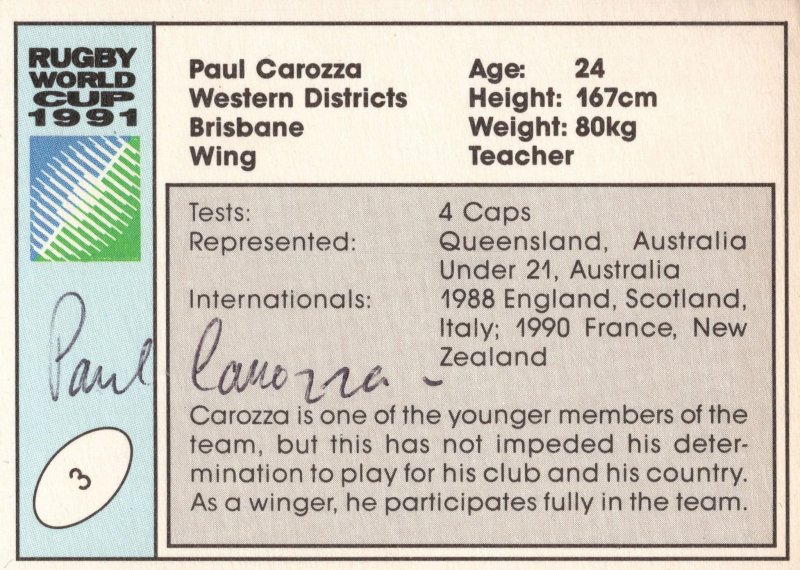 RUGBY
WORLD
CUP
1991
Paul Carozza
Western Districts
Brisbane
Wing
Age: 24
Height: 167cm
Weight: 80kg
Teacher
Tests: 4 Caps
Represented: Queensland, Australia
Under 21, Australia
Internationals: 1988 England, Scotland,
Italy; 1990 France, New
Zealand
Paul Carozza -
Carozza is one of the younger members of the
team, but this has not impeded his deter-
mination to play for his club and his country.
As a winger, he participates fully in the team.
3